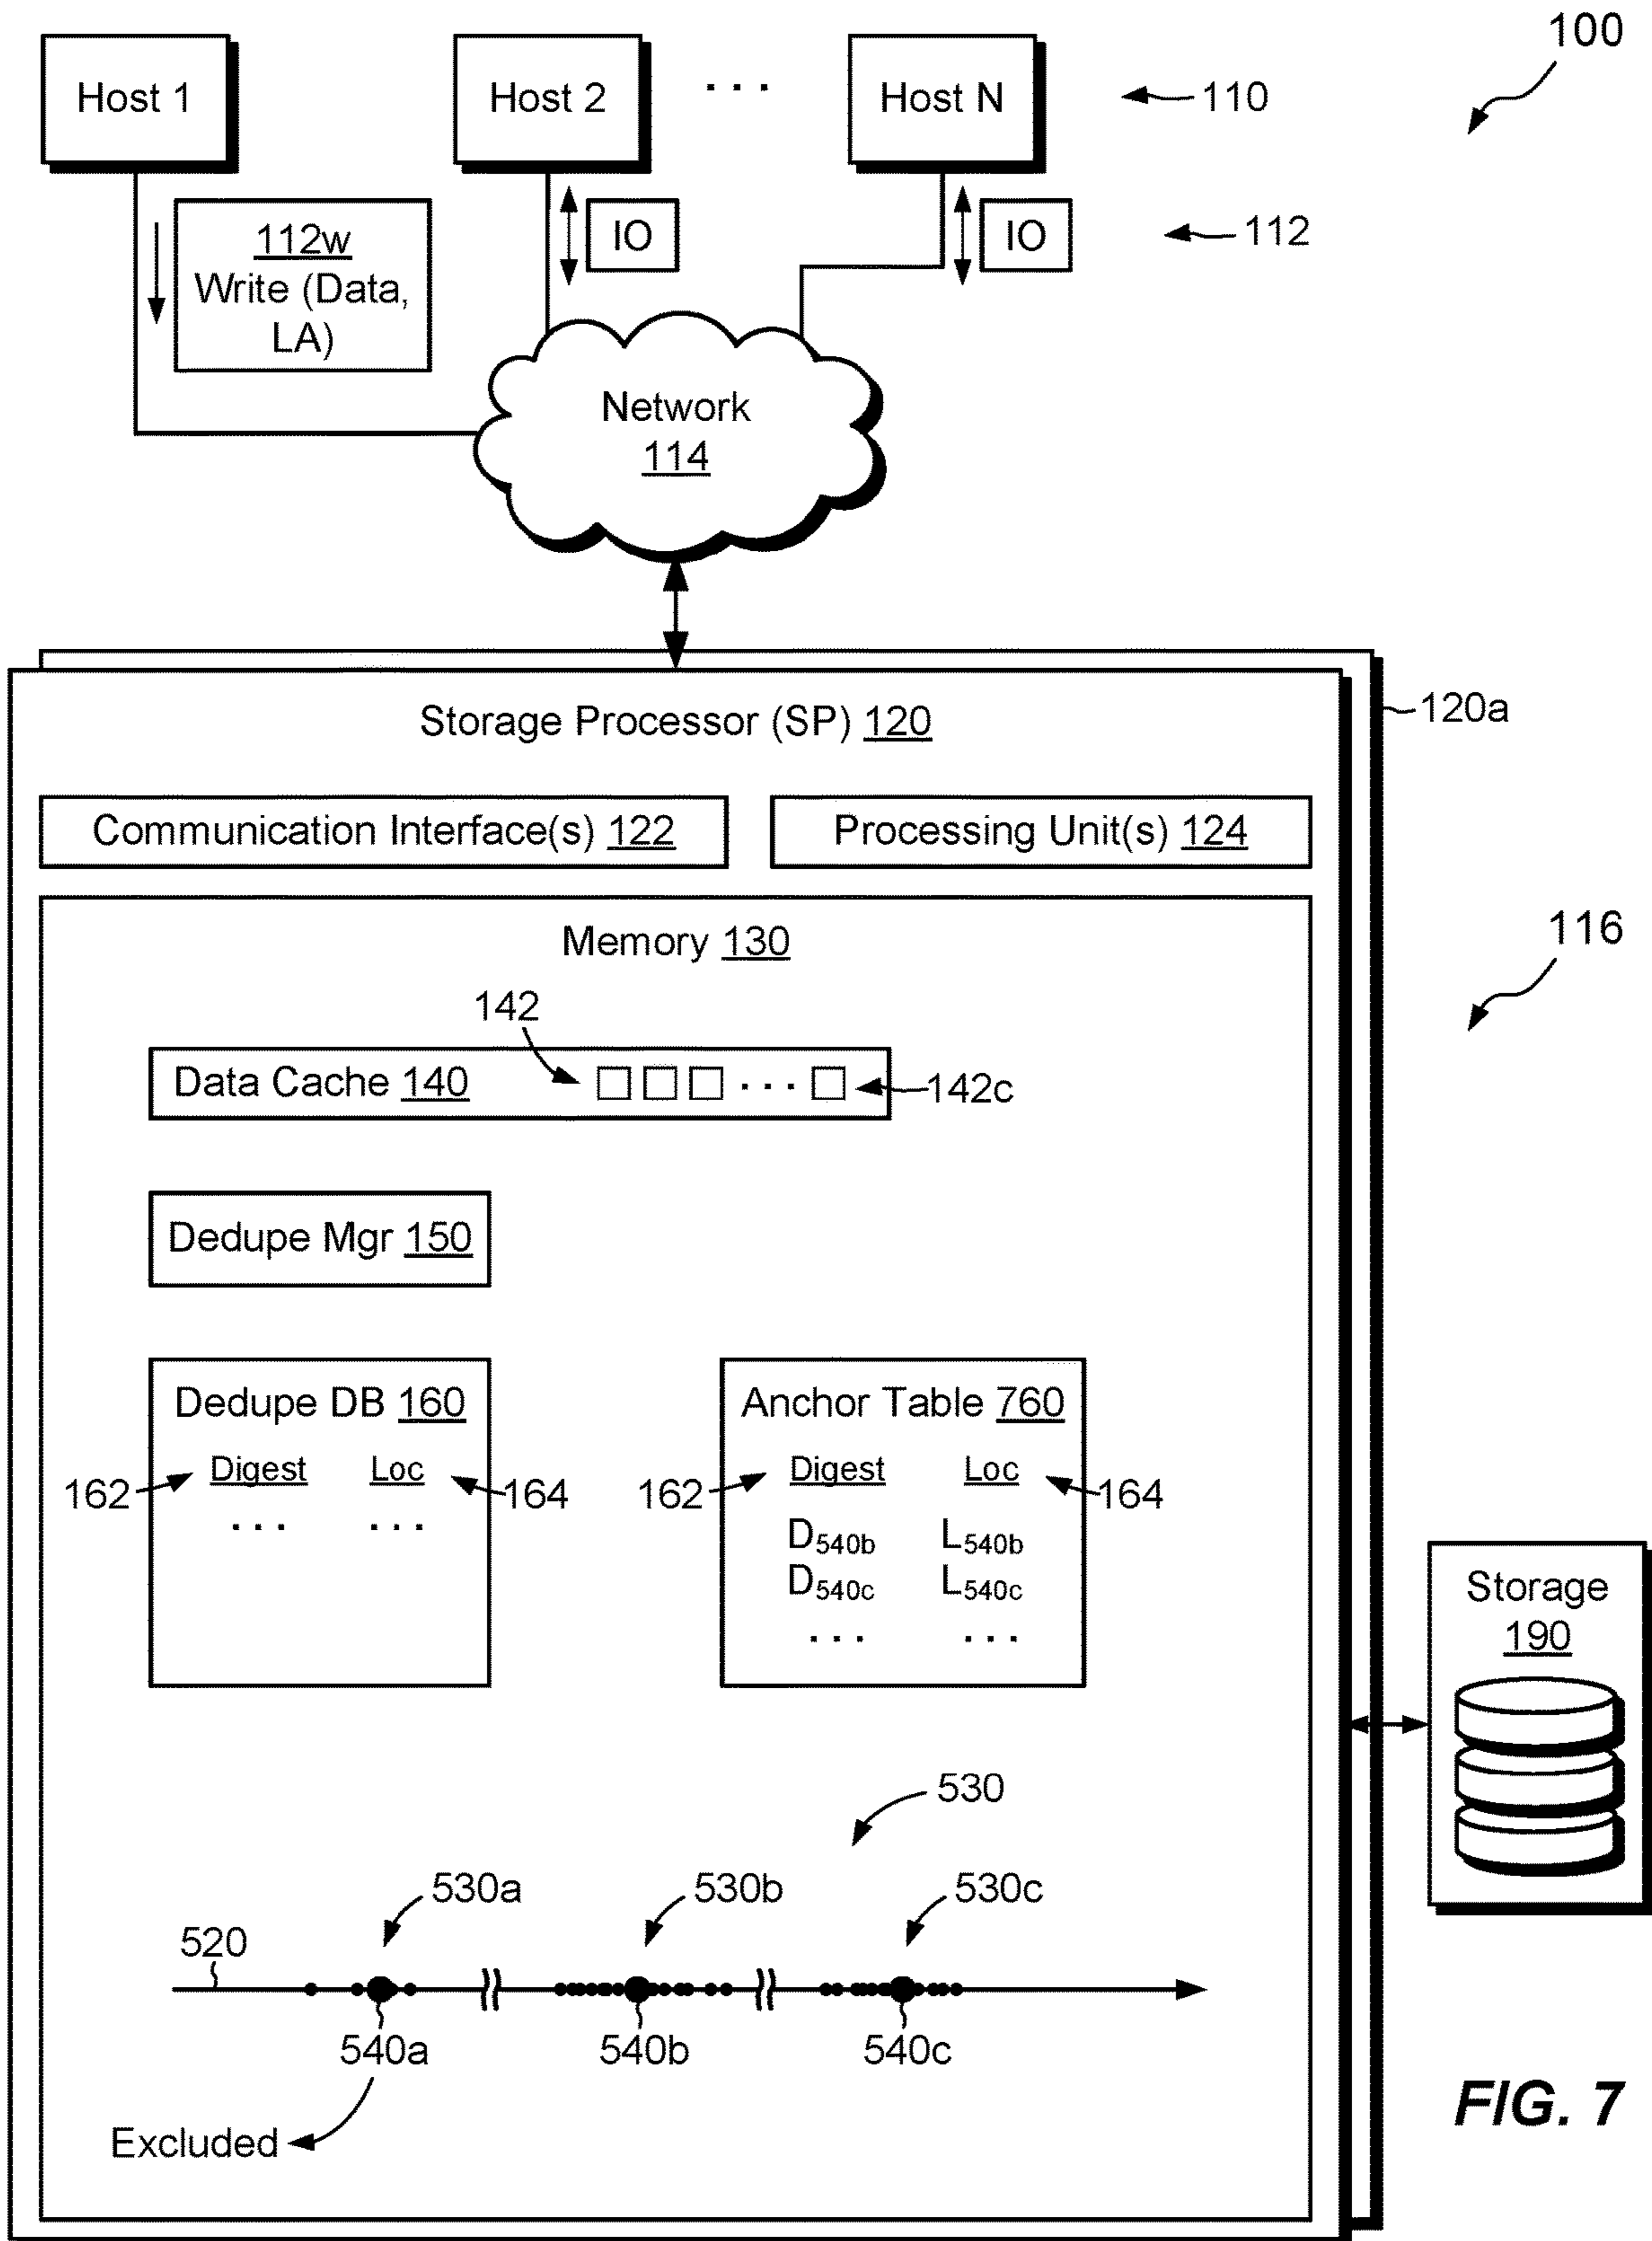 100
Host 1
Host 2
...
Host N
110
112w
Write (Data,
LA)
IO
IO
112
Network
114
Storage Processor (SP) 120
120a
Communication Interface(s) 122
Processing Unit(s) 124
Memory 130
116
142
Data Cache 140
...
142c
Dedupe Mgr 150
Dedupe DB 160
162
Digest Loc
164
... ...
Anchor Table 760
162
Digest Loc
164
D540b L540b
D540c L540c
... ...
Storage
190
530
530a
530b
530c
520
540a
540b
540c
Excluded
FIG. 7